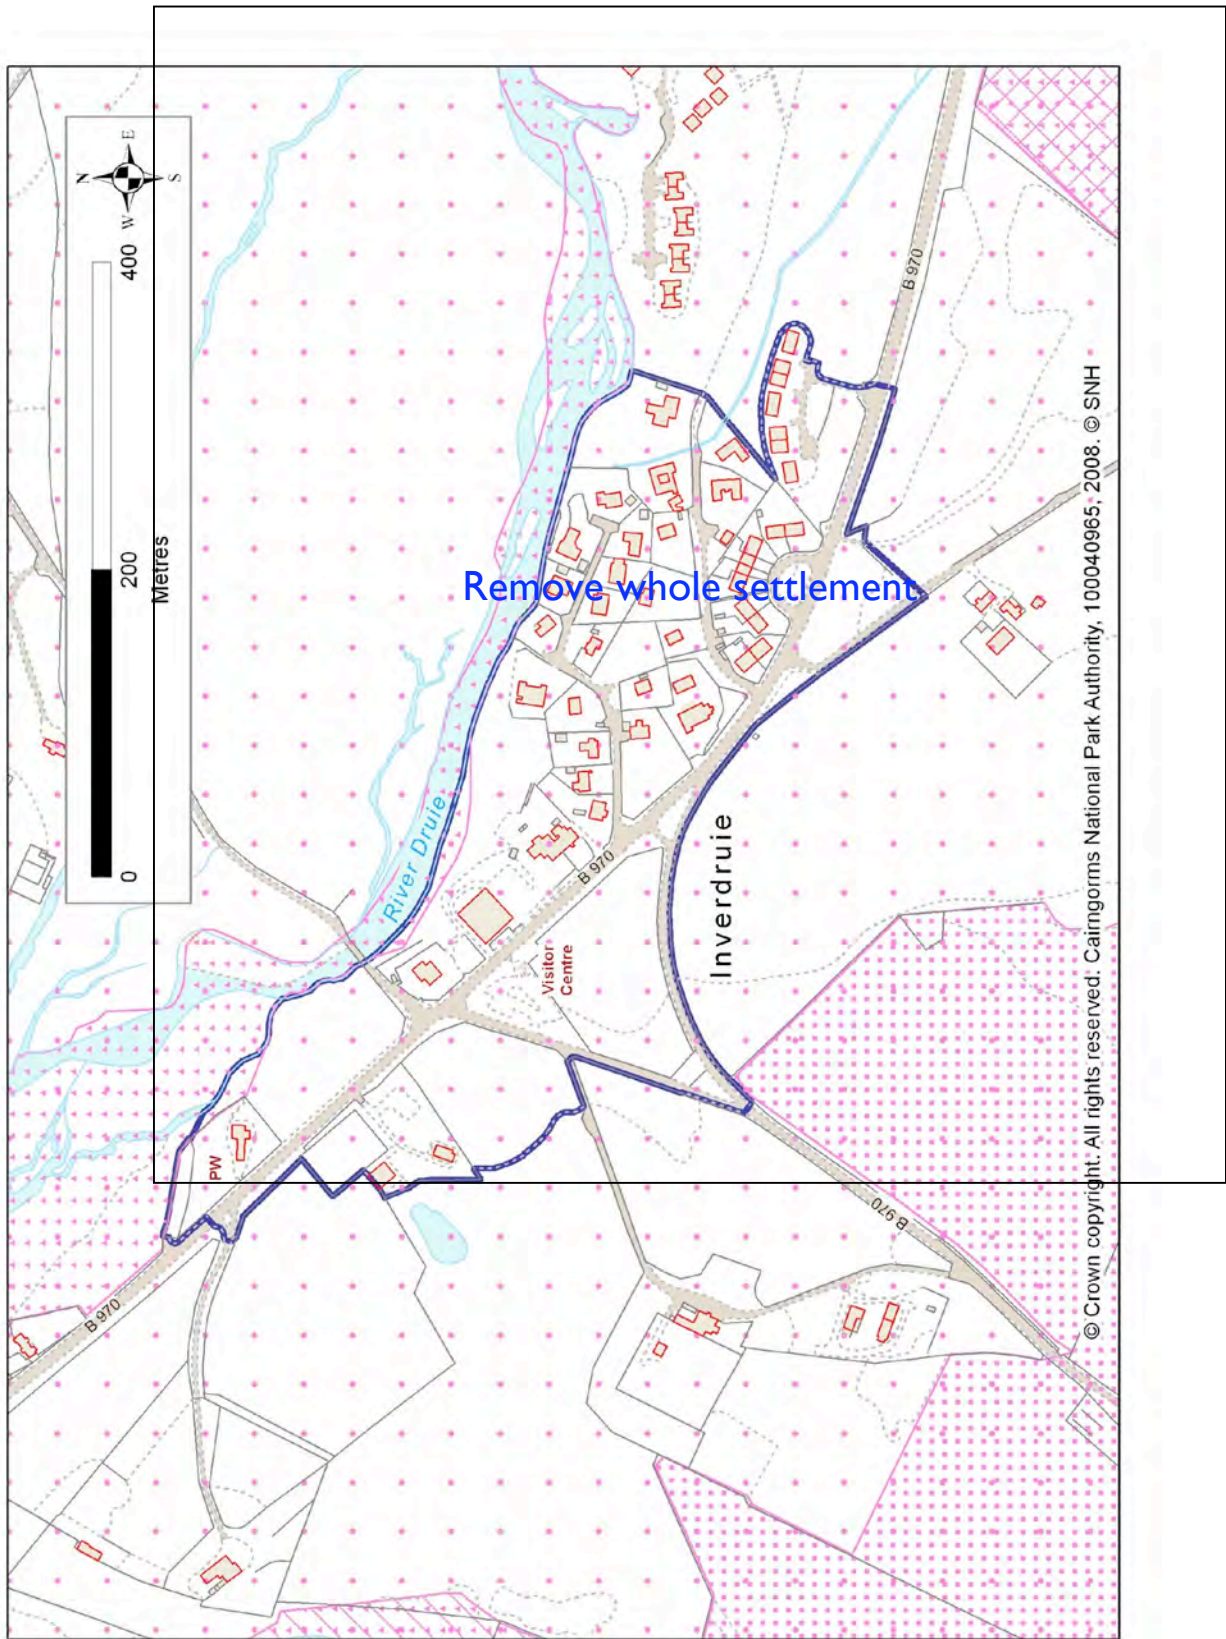 N
E
W
S
400
200
0
Metres
B 970
Remove whole settlement
River Druie
B 970
Visitor
Centre
Inverdruie
PW
B 970
B 970
© Crown copyright. All rights reserved. Cairngorms National Park Authority, 100040965, 2008. © SNH